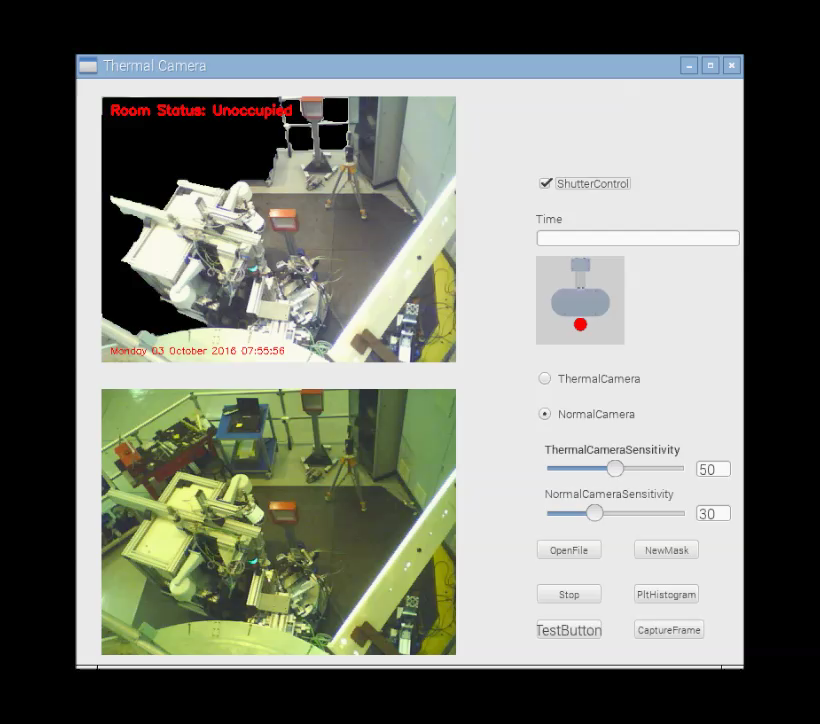 Thermal Camera
Room Status: Unoccupied
Monday 03 October 2016 07:55:56
ShutterControl
Time
ThermalCamera
NormalCamera
ThermalCameraSensitivity
50
NormalCameraSensitivity
30
OpenFile
NewMask
Stop
PltHistogram
TestButton
CaptureFrame